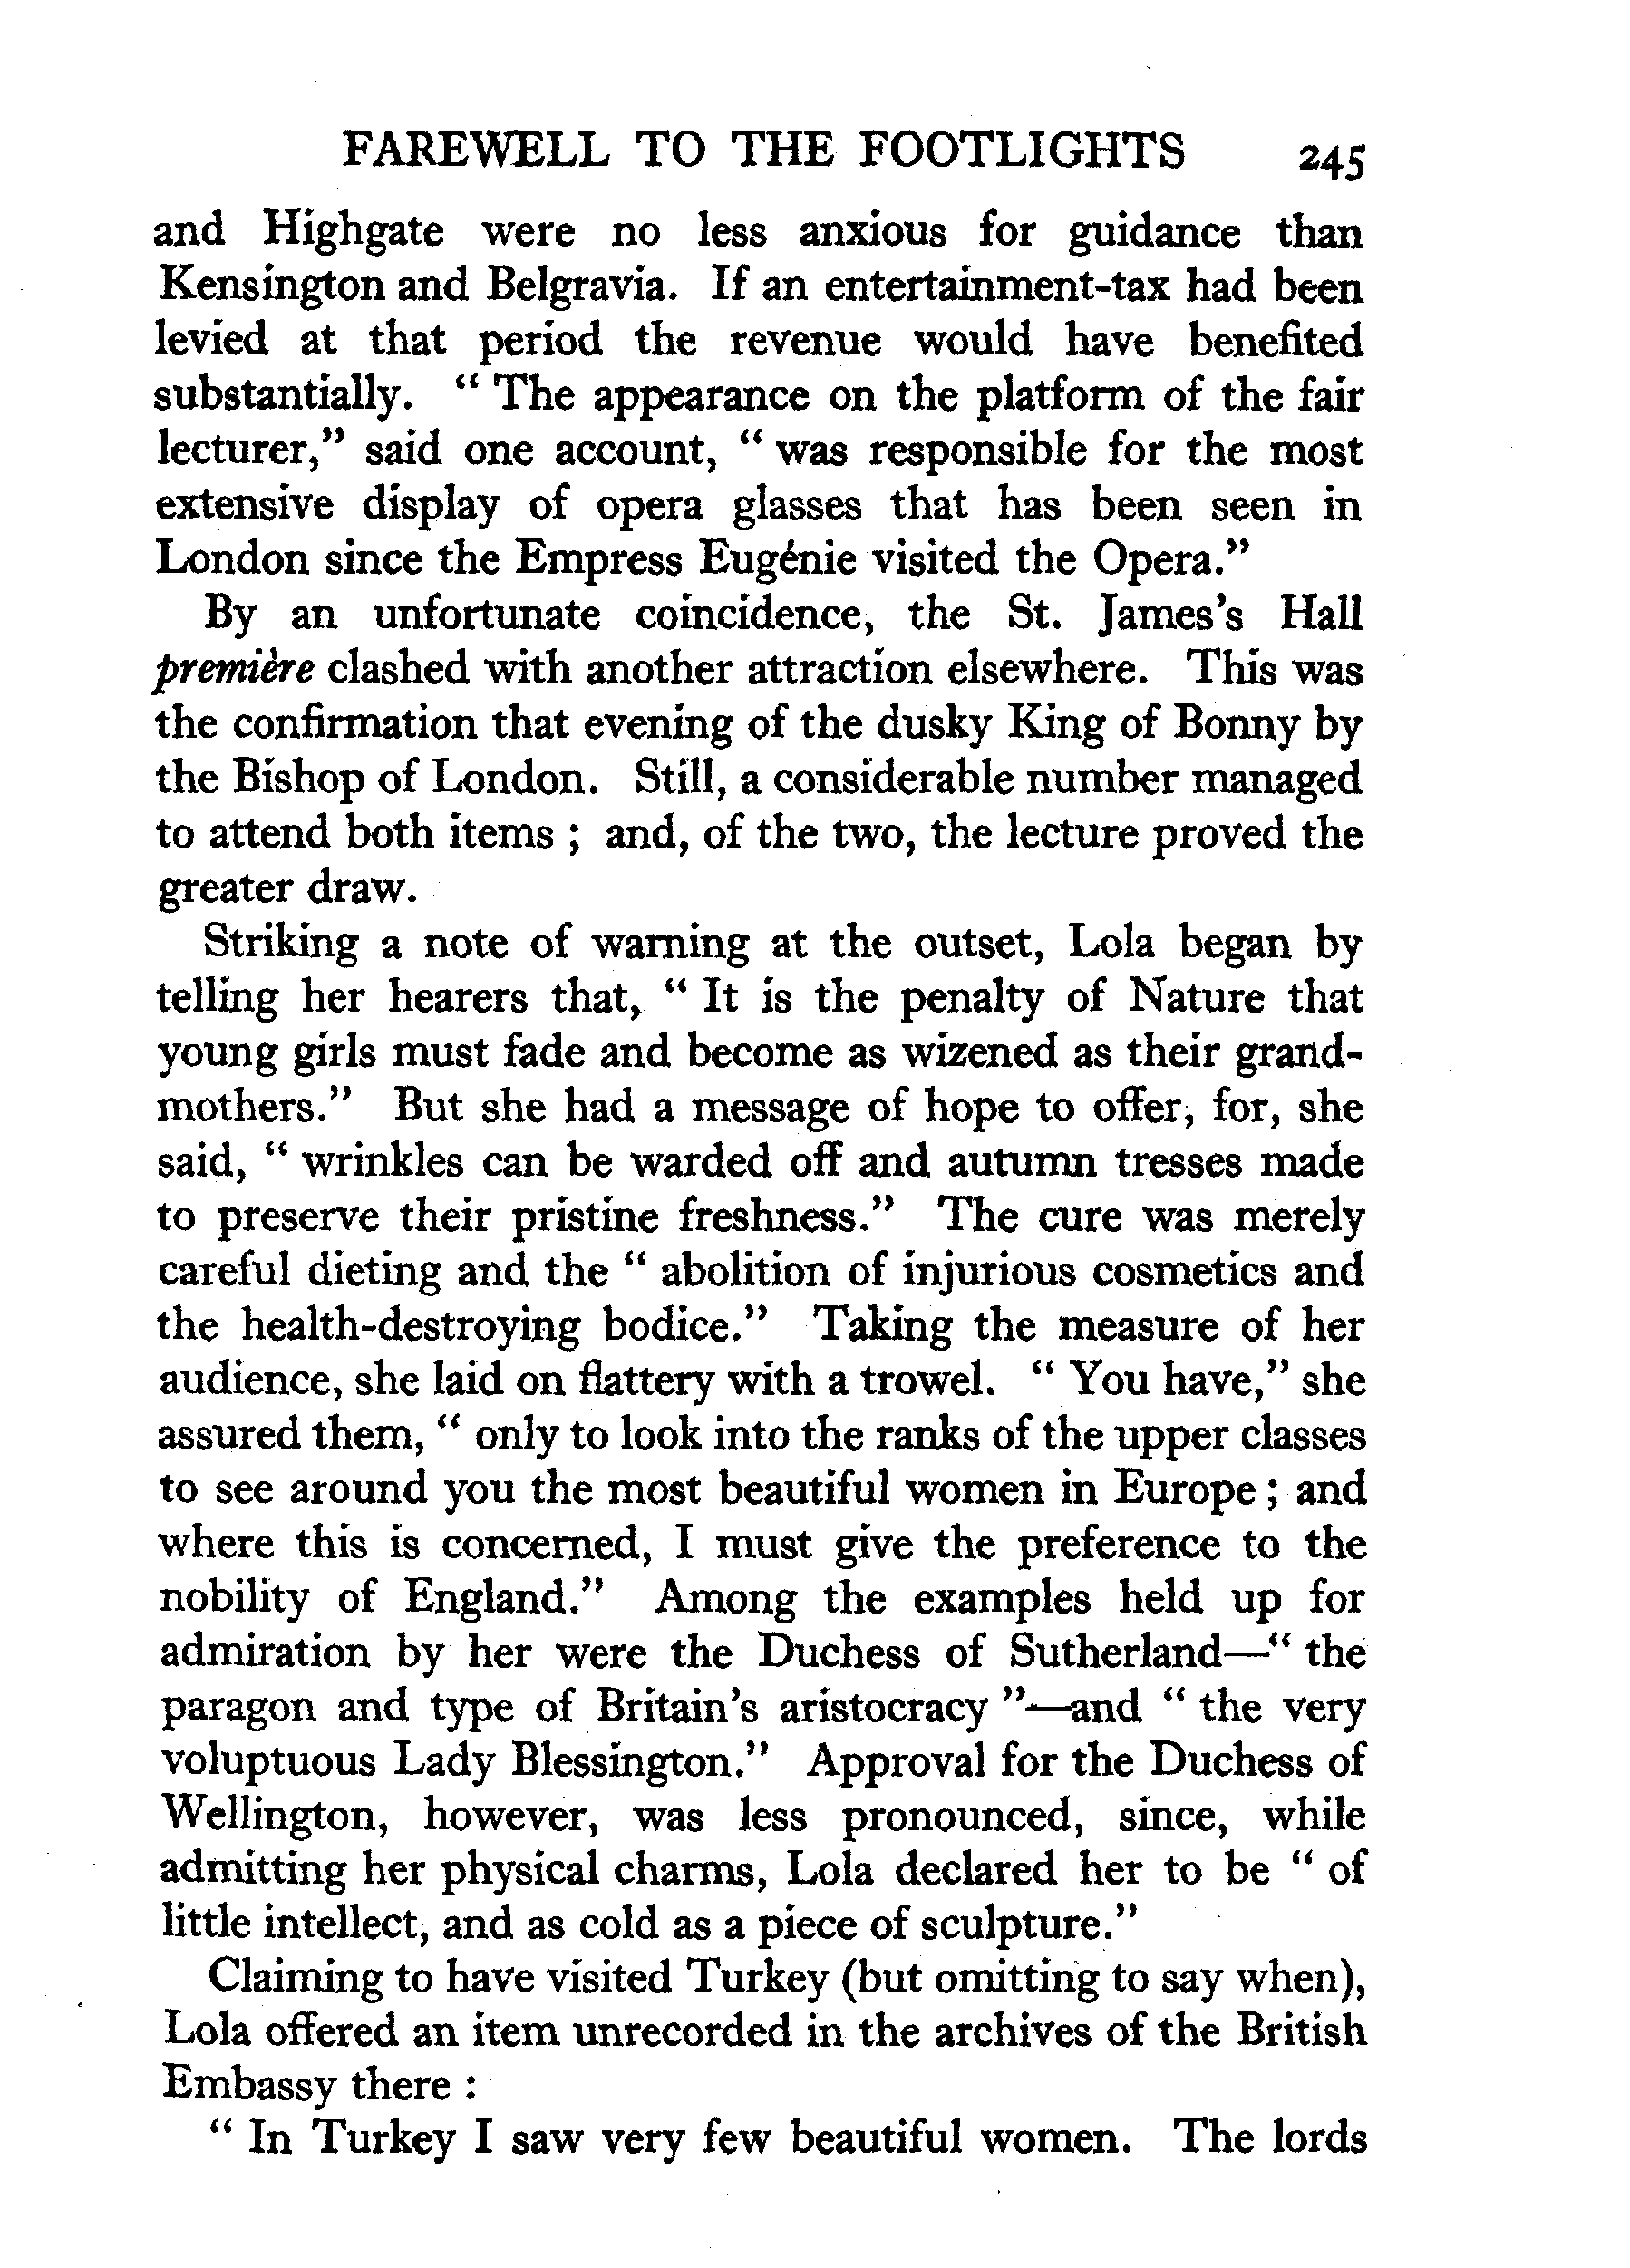 FAREWELL TO THE FOOTLIGHTS 245
and Highgate were no less anxious for guidance than
Kensington and Belgravia. If an entertainment-tax had been
levied at that period the revenue would have benefited
substantially. “ The appearance on the platform of the fair
lecturer,” said one account, “ was responsible for the most
extensive display of opera glasses that has been seen in
London since the Empress Eugénie visited the Opera.”
By an unfortunate coincidence, the St. James's Hall
première clashed with another attraction elsewhere. This was
the confirmation that evening of the dusky King of Bonny by
the Bishop of London. Still, a considerable number managed
to attend both items ; and, of the two, the lecture proved the
greater draw.
Striking a note of warning at the outset, Lola began by
telling her hearers that, “ It is the penalty of Nature that
young girls must fade and become as wizened as their grand-
mothers.” But she had a message of hope to offer, for, she
said, “ wrinkles can be warded off and autumn tresses made
to preserve their pristine freshness.” The cure was merely
careful dieting and the “ abolition of injurious cosmetics and
the health-destroying bodice.” Taking the measure of her
audience, she laid on flattery with a trowel. “ You have,” she
assured them, “ only to look into the ranks of the upper classes
to see around you the most beautiful women in Europe ; and
where this is concerned, I must give the preference to the
nobility of England.” Among the examples held up for
admiration by her were the Duchess of Sutherland—“ the
paragon and type of Britain's aristocracy ”—and “ the very
voluptuous Lady Blessington.” Approval for the Duchess of
Wellington, however, was less pronounced, since, while
admitting her physical charms, Lola declared her to be “ of
little intellect, and as cold as a piece of sculpture.”
Claiming to have visited Turkey (but omitting to say when),
Lola offered an item unrecorded in the archives of the British
Embassy there :
“ In Turkey I saw very few beautiful women. The lords